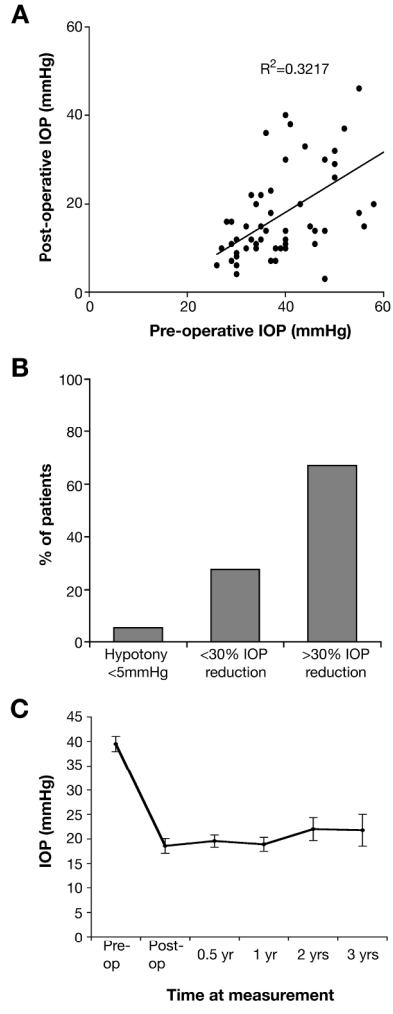 A
60
40
20
0
Post-operative IOP (mmHg)
R²=0.3217
0 20 40 60
Pre-operative IOP (mmHg)
B
100
80
60
40
20
0
% of patients
Hypotony <30% IOP >30% IOP
<5mmHg reduction reduction
C
45
40
35
30
25
20
15
10
5
0
IOP (mmHg)
Pre- Post- 0.5 yr 1 yr 2 yrs 3 yrs
op op
Time at measurement